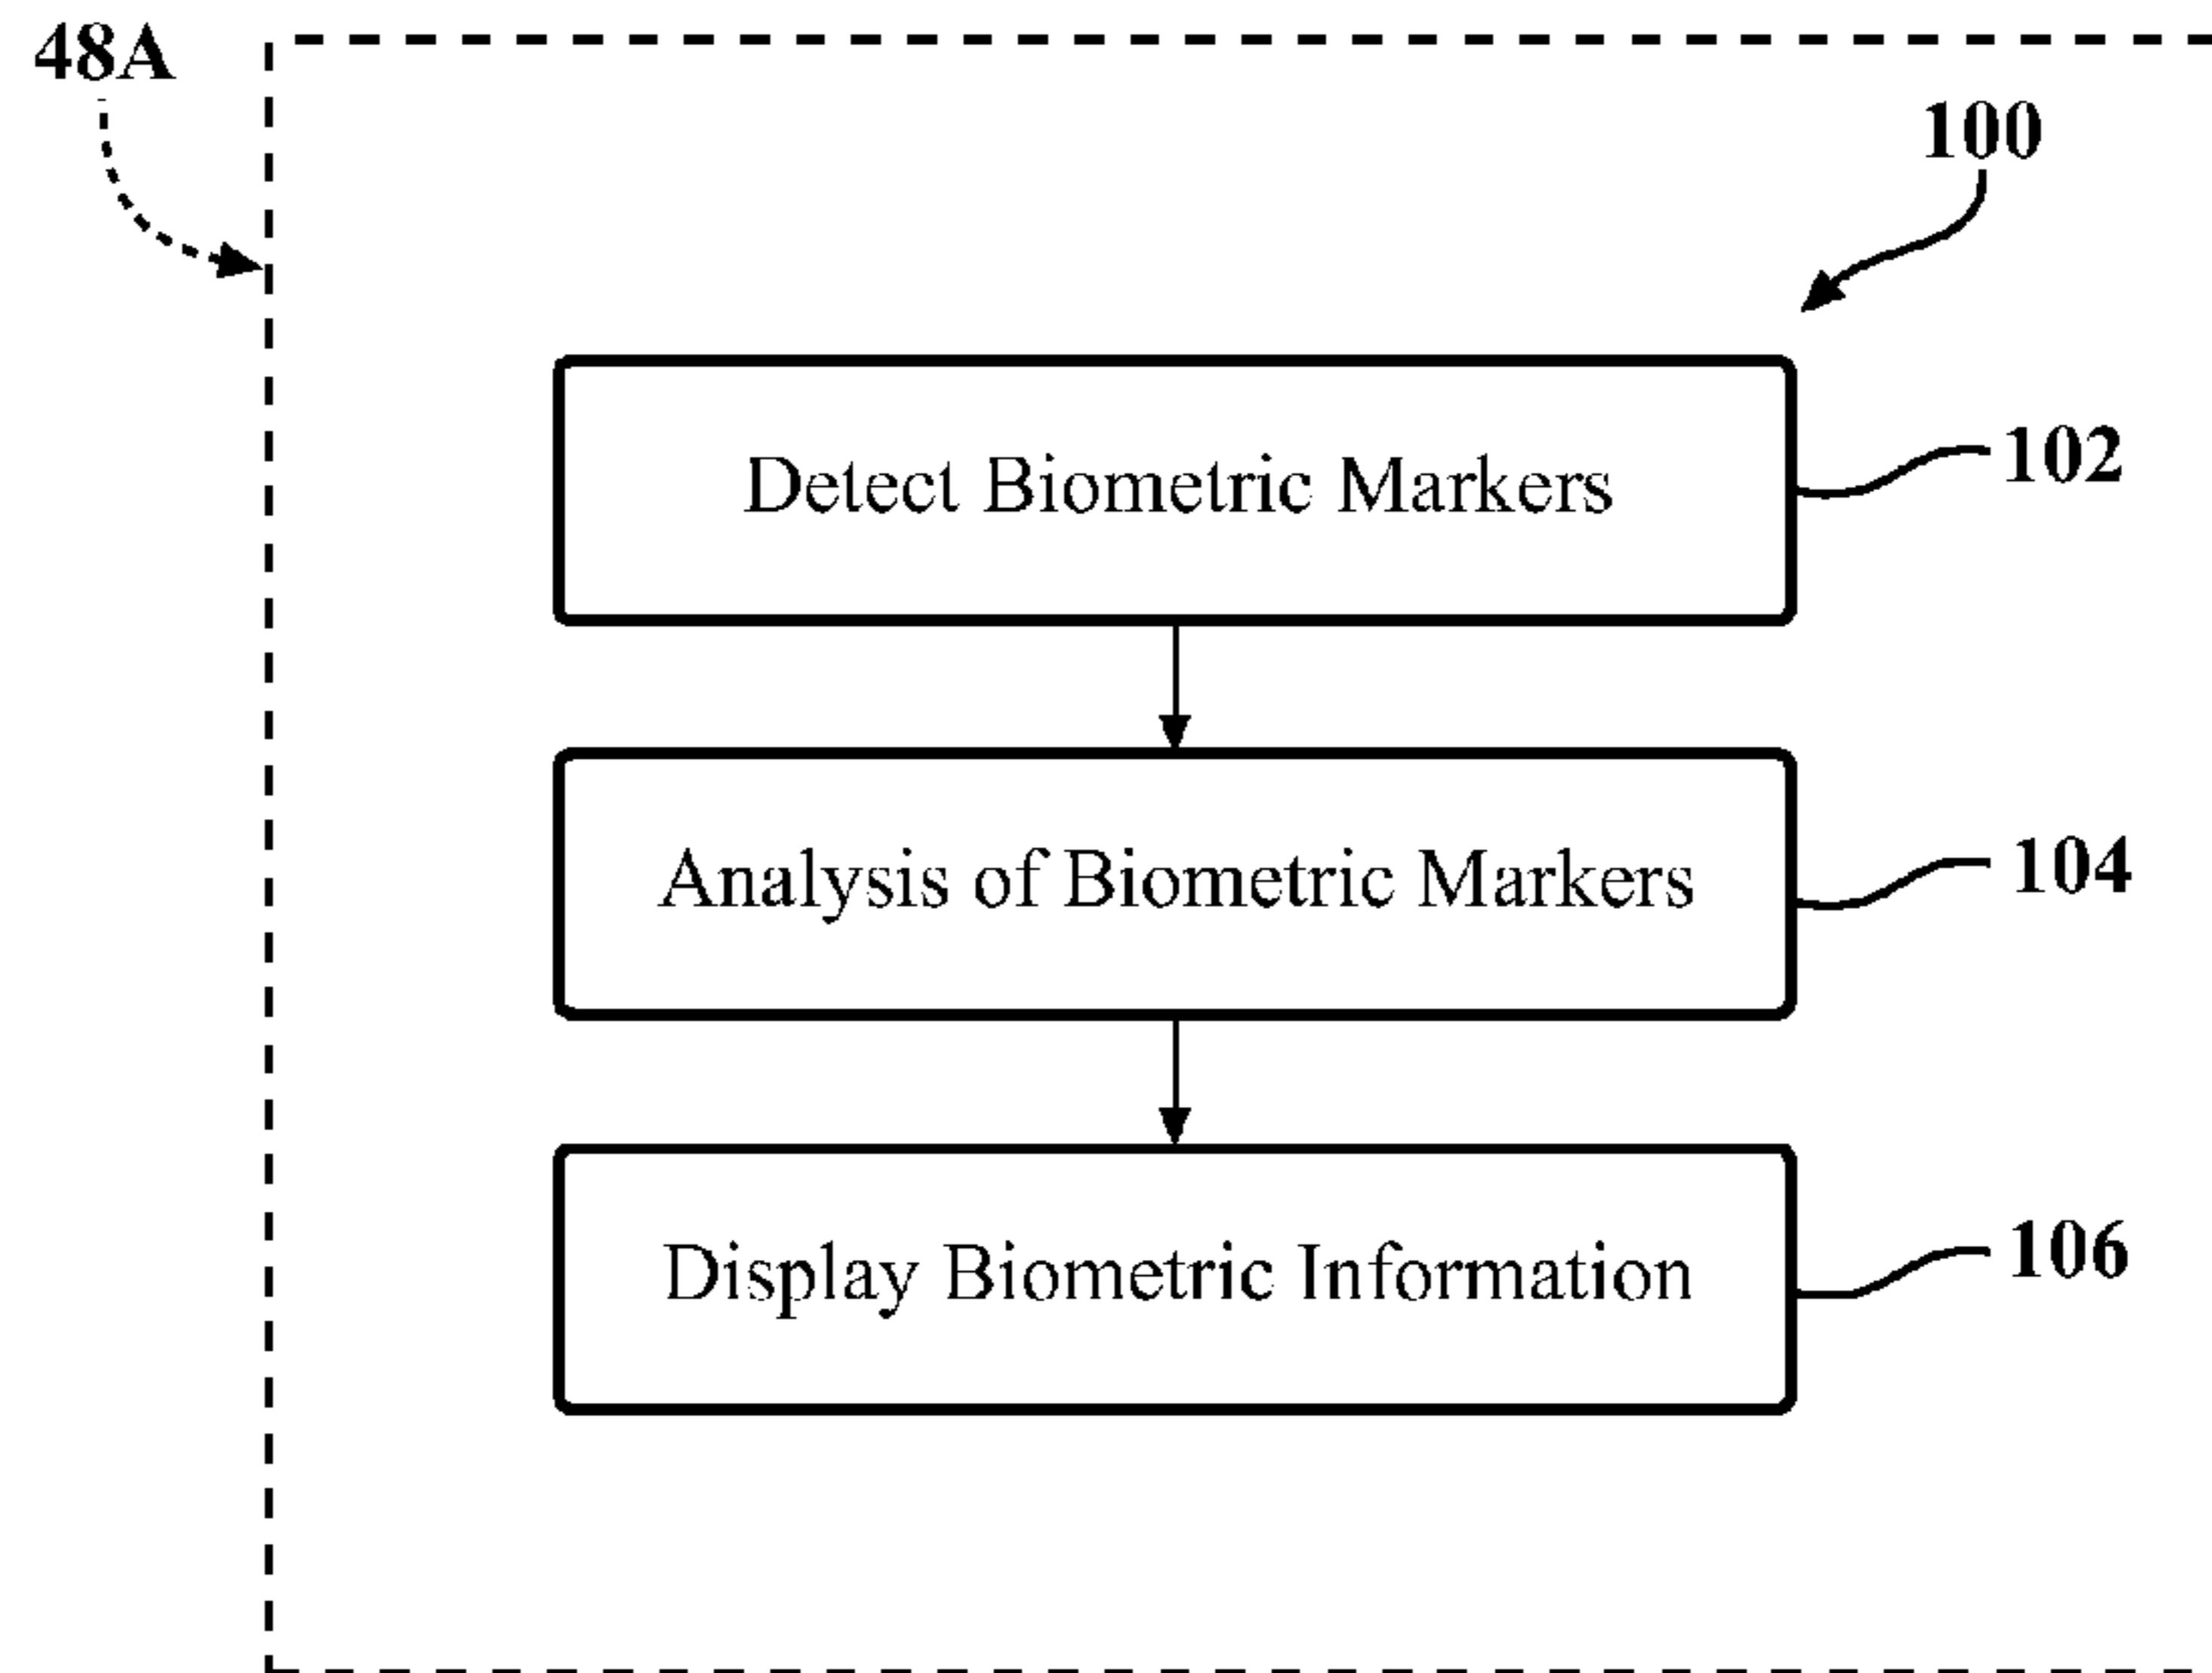 48A
100
Detect Biometric Markers
102
Analysis of Biometric Markers
104
Display Biometric Information
106